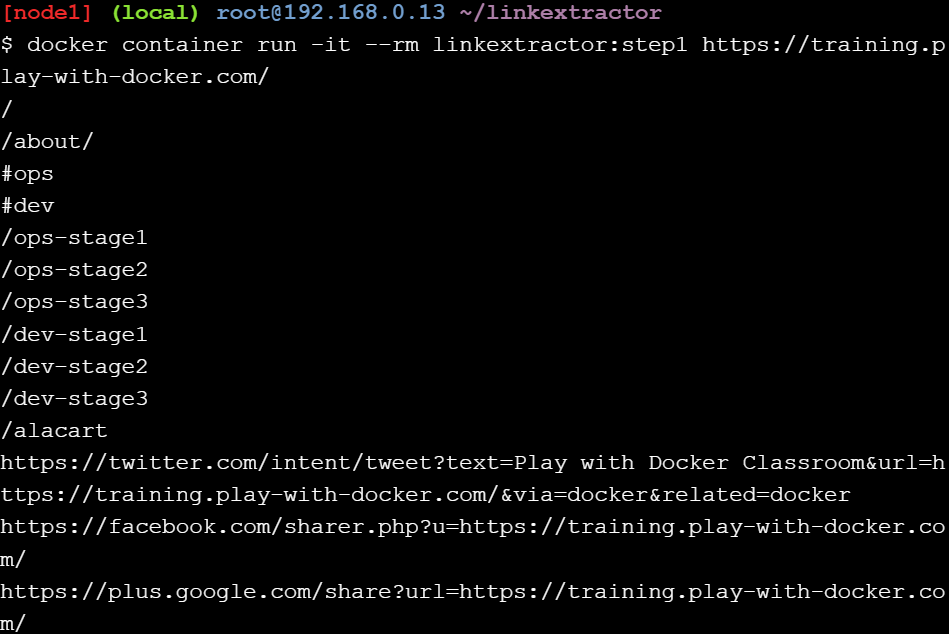 [node1] (local) root@192.168.0.13 ~/linkextractor
$ docker container run -it --rm linkextractor:step1 https://training.p
lay-with-docker.com/
/
/about/
#ops
#dev
/ops-stage1
/ops-stage2
/ops-stage3
/dev-stage1
/dev-stage2
/dev-stage3
/alacart
https://twitter.com/intent/tweet?text=Play with Docker Classroom&url=h
ttps://training.play-with-docker.com/&via=docker&related=docker
https://facebook.com/sharer.php?u=https://training.play-with-docker.co
m/
https://plus.google.com/share?url=https://training.play-with-docker.co
m/